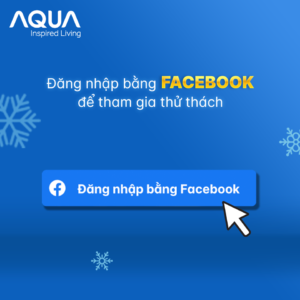 AQUA
Inspired Living
Đăng nhập bằng FACEBOOK
để tham gia thử thách
Đăng nhập bằng Facebook